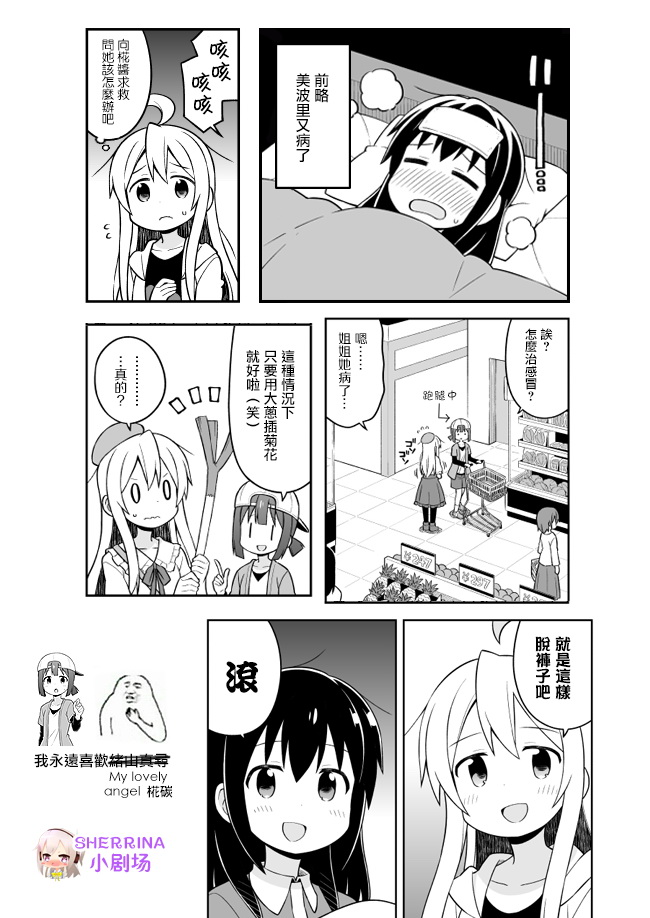 前略
美波里又病了
咳咳
咳咳
向椛醬求救
問她該怎麼辦吧
誒？
怎麼治感冒？
嗯……
姐姐她病了…
跑腿中
¥247
¥297
這種情況下
只要用大蔥插菊花
就好啦（笑）
…………
…真的？
就是這樣
脫褲子吧
滾
我永遠喜歡緒山真尋
My lovely
angel 椛碳
SHERRINA
小剧场